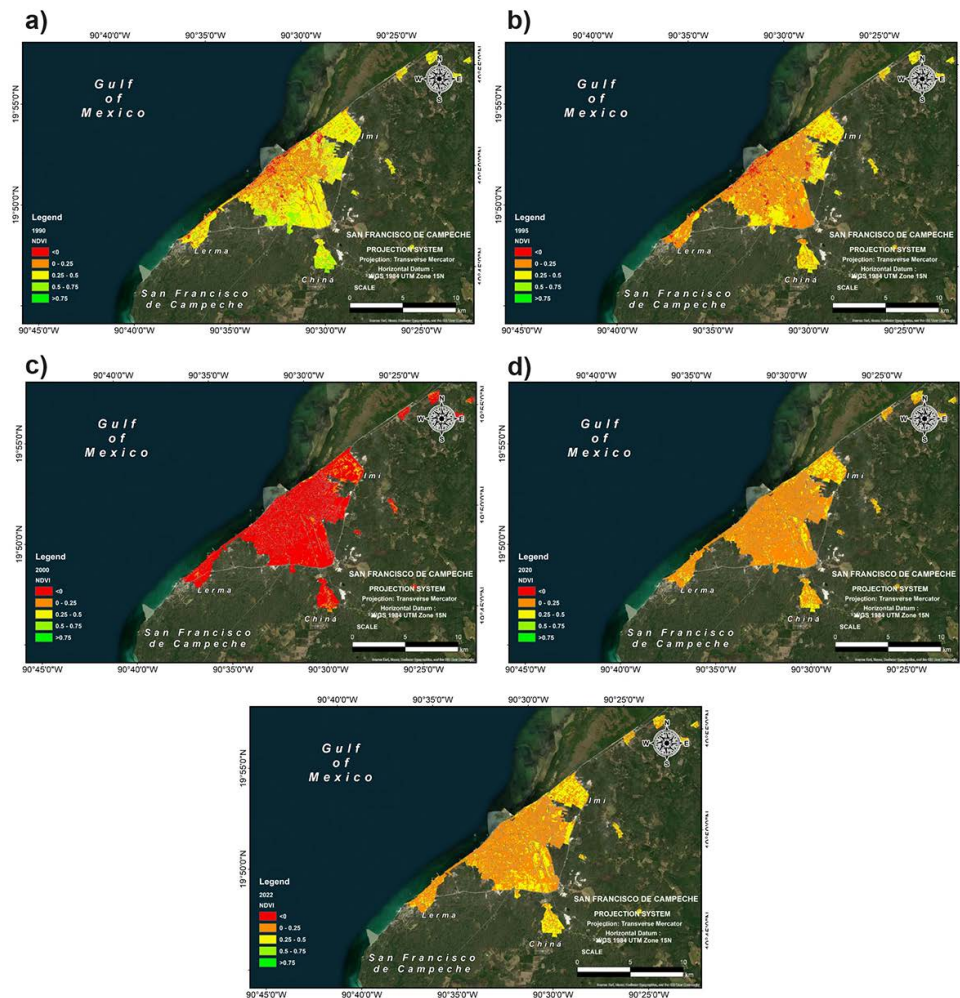 a)
90°40'0"W 90°35'0"W 90°30'0"W 90°25'0"W
Gulf
of
Mexico
N
W E
S
19°55'0"N
Imí
19°50'0"N
Legend
1990
NDVI
<0
0 - 0.25
0.25 - 0.5
0.5 - 0.75
>0.75
Lerma
SAN FRANCISCO DE CAMPECHE
PROJECTION SYSTEM
Projection: Transverse Mercator
Horizontal Datum :
WGS 1984 UTM Zone 15N
Chiná
SCALE
0 5 10
km
San Francisco
de Campeche
90°45'0"W 90°40'0"W 90°35'0"W 90°30'0"W 90°25'0"W
b)
90°40'0"W 90°35'0"W 90°30'0"W 90°25'0"W
Gulf
of
Mexico
N
W E
S
19°55'0"N
Imí
19°50'0"N
Legend
1995
NDVI
<0
0 - 0.25
0.25 - 0.5
0.5 - 0.75
>0.75
Lerma
SAN FRANCISCO DE CAMPECHE
PROJECTION SYSTEM
Projection: Transverse Mercator
Horizontal Datum :
WGS 1984 UTM Zone 15N
Chiná
SCALE
0 5 10
km
San Francisco
de Campeche
90°45'0"W 90°40'0"W 90°35'0"W 90°30'0"W 90°25'0"W
c)
90°40'0"W 90°35'0"W 90°30'0"W 90°25'0"W
Gulf
of
Mexico
N
W E
S
19°55'0"N
Imí
19°50'0"N
Legend
2000
NDVI
<0
0 - 0.25
0.25 - 0.5
0.5 - 0.75
>0.75
Lerma
SAN FRANCISCO DE CAMPECHE
PROJECTION SYSTEM
Projection: Transverse Mercator
Horizontal Datum :
WGS 1984 UTM Zone 15N
Chiná
SCALE
0 5 10
km
San Francisco
de Campeche
90°45'0"W 90°40'0"W 90°35'0"W 90°30'0"W 90°25'0"W
d)
90°40'0"W 90°35'0"W 90°30'0"W 90°25'0"W
Gulf
of
Mexico
N
W E
S
19°55'0"N
Imí
19°50'0"N
Legend
2020
NDVI
<0
0 - 0.25
0.25 - 0.5
0.5 - 0.75
>0.75
Lerma
SAN FRANCISCO DE CAMPECHE
PROJECTION SYSTEM
Projection: Transverse Mercator
Horizontal Datum :
WGS 1984 UTM Zone 15N
Chiná
SCALE
0 5 10
km
San Francisco
de Campeche
90°45'0"W 90°40'0"W 90°35'0"W 90°30'0"W 90°25'0"W
90°40'0"W 90°35'0"W 90°30'0"W 90°25'0"W
Gulf
of
Mexico
N
W E
S
19°55'0"N
Imí
19°50'0"N
Legend
2022
NDVI
<0
0 - 0.25
0.25 - 0.5
0.5 - 0.75
>0.75
Lerma
SAN FRANCISCO DE CAMPECHE
PROJECTION SYSTEM
Projection: Transverse Mercator
Horizontal Datum :
WGS 1984 UTM Zone 15N
Chiná
SCALE
0 5 10
km
San Francisco
de Campeche
90°45'0"W 90°40'0"W 90°35'0"W 90°30'0"W 90°25'0"W